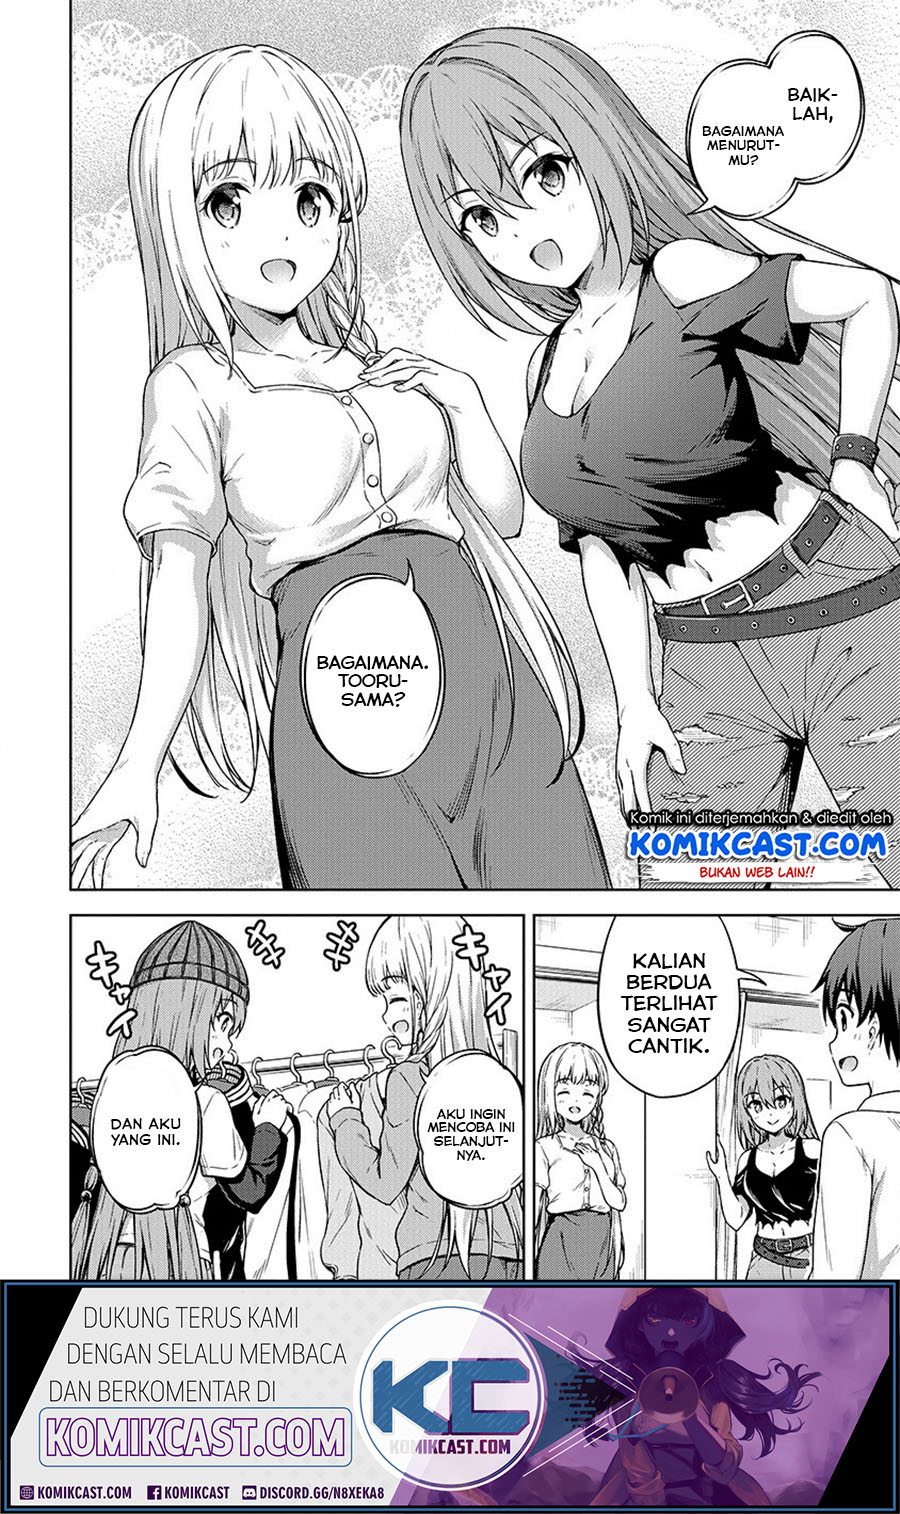 BAIK-
LAH,
BAGAIMANA
MENURUT-
MU?
BAGAIMANA.
TOORU-
SAMA?
Komik ini diterjemahkan & diedit oleh
KOMIKCAST.COM
BUKAN WEB LAIN!!
KALIAN
BERDUA
TERLIHAT
SANGAT
CANTIK.
AKU INGIN
MENCOBA INI
SELANJUT-
NYA.
DAN AKU
YANG INI.
キャイ
キャイ
キャイ
DUKUNG TERUS KAMI
DENGAN SELALU MEMBACA
DAN BERKOMENTAR DI
KOMIKCAST.COM
KC
KOMIKCAST.COM
KOMIKCAST.COM
KOMIKCAST
DISCORD.GG/N8XEKA8